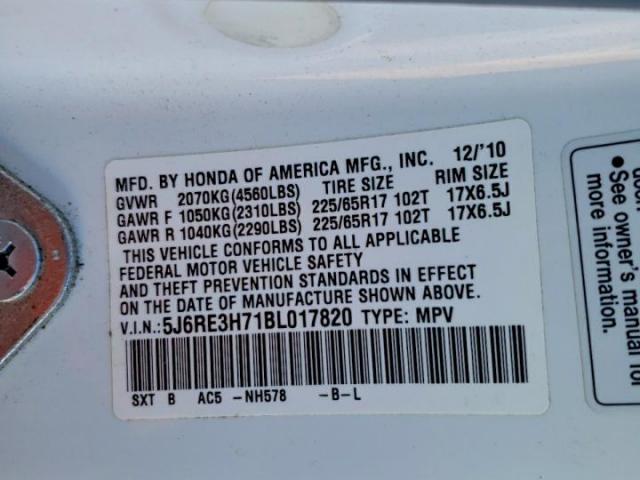 MFD. BY HONDA OF AMERICA MFG., INC. 12/'10
GVWR 2070KG(4560LBS) TIRE SIZE RIM SIZE
GAWR F 1050KG(2310LBS) 225/65R17 102T 17X6.5J
GAWR R 1040KG(2290LBS) 225/65R17 102T 17X6.5J
THIS VEHICLE CONFORMS TO ALL APPLICABLE
FEDERAL MOTOR VEHICLE SAFETY
AND THEFT PREVENTION STANDARDS IN EFFECT
ON THE DATE OF MANUFACTURE SHOWN ABOVE.
V.I.N.:5J6RE3H71BL017820 TYPE: MPV
SXT B AC5 -NH578 -B-L
See owner's manual